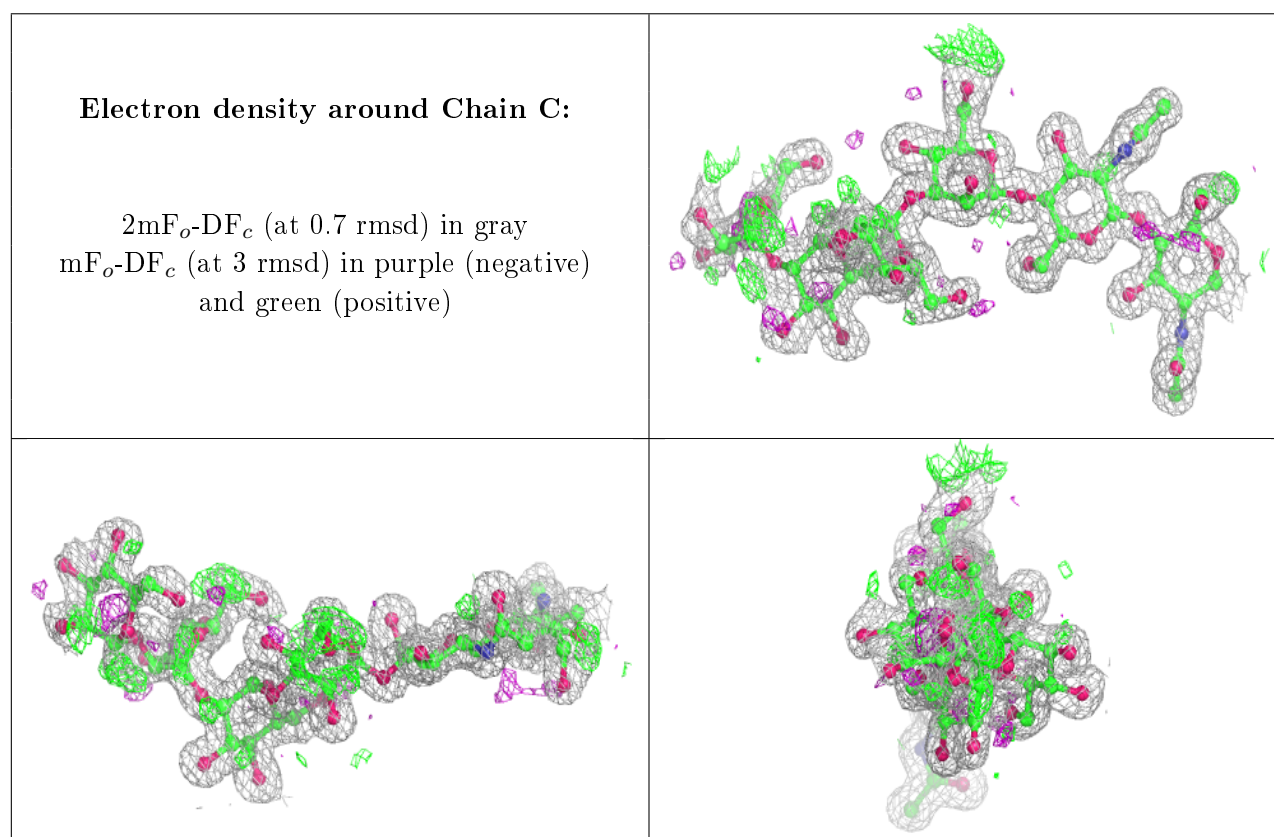 Electron density around Chain C:
2mFo-DFc (at 0.7 rmsd) in gray
mFo-DFc (at 3 rmsd) in purple (negative)
and green (positive)